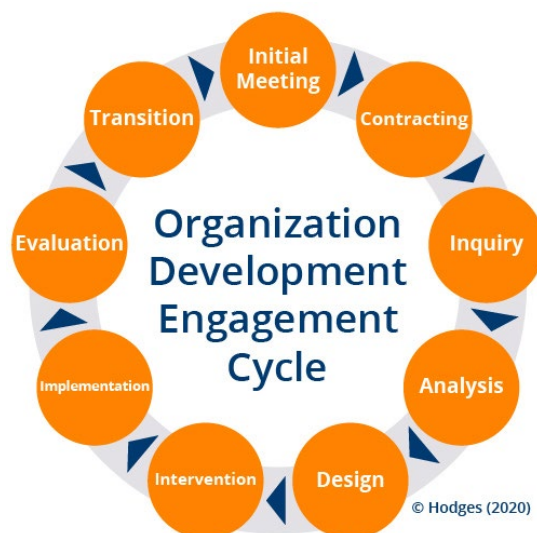 Initial
Meeting
Contracting
Inquiry
Analysis
Design
Intervention
Implementation
Evaluation
Transition
Organization
Development
Engagement
Cycle
© Hodges (2020)